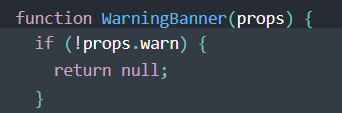 function WarningBanner(props) {
  if (!props.warn) {
    return null;
  }